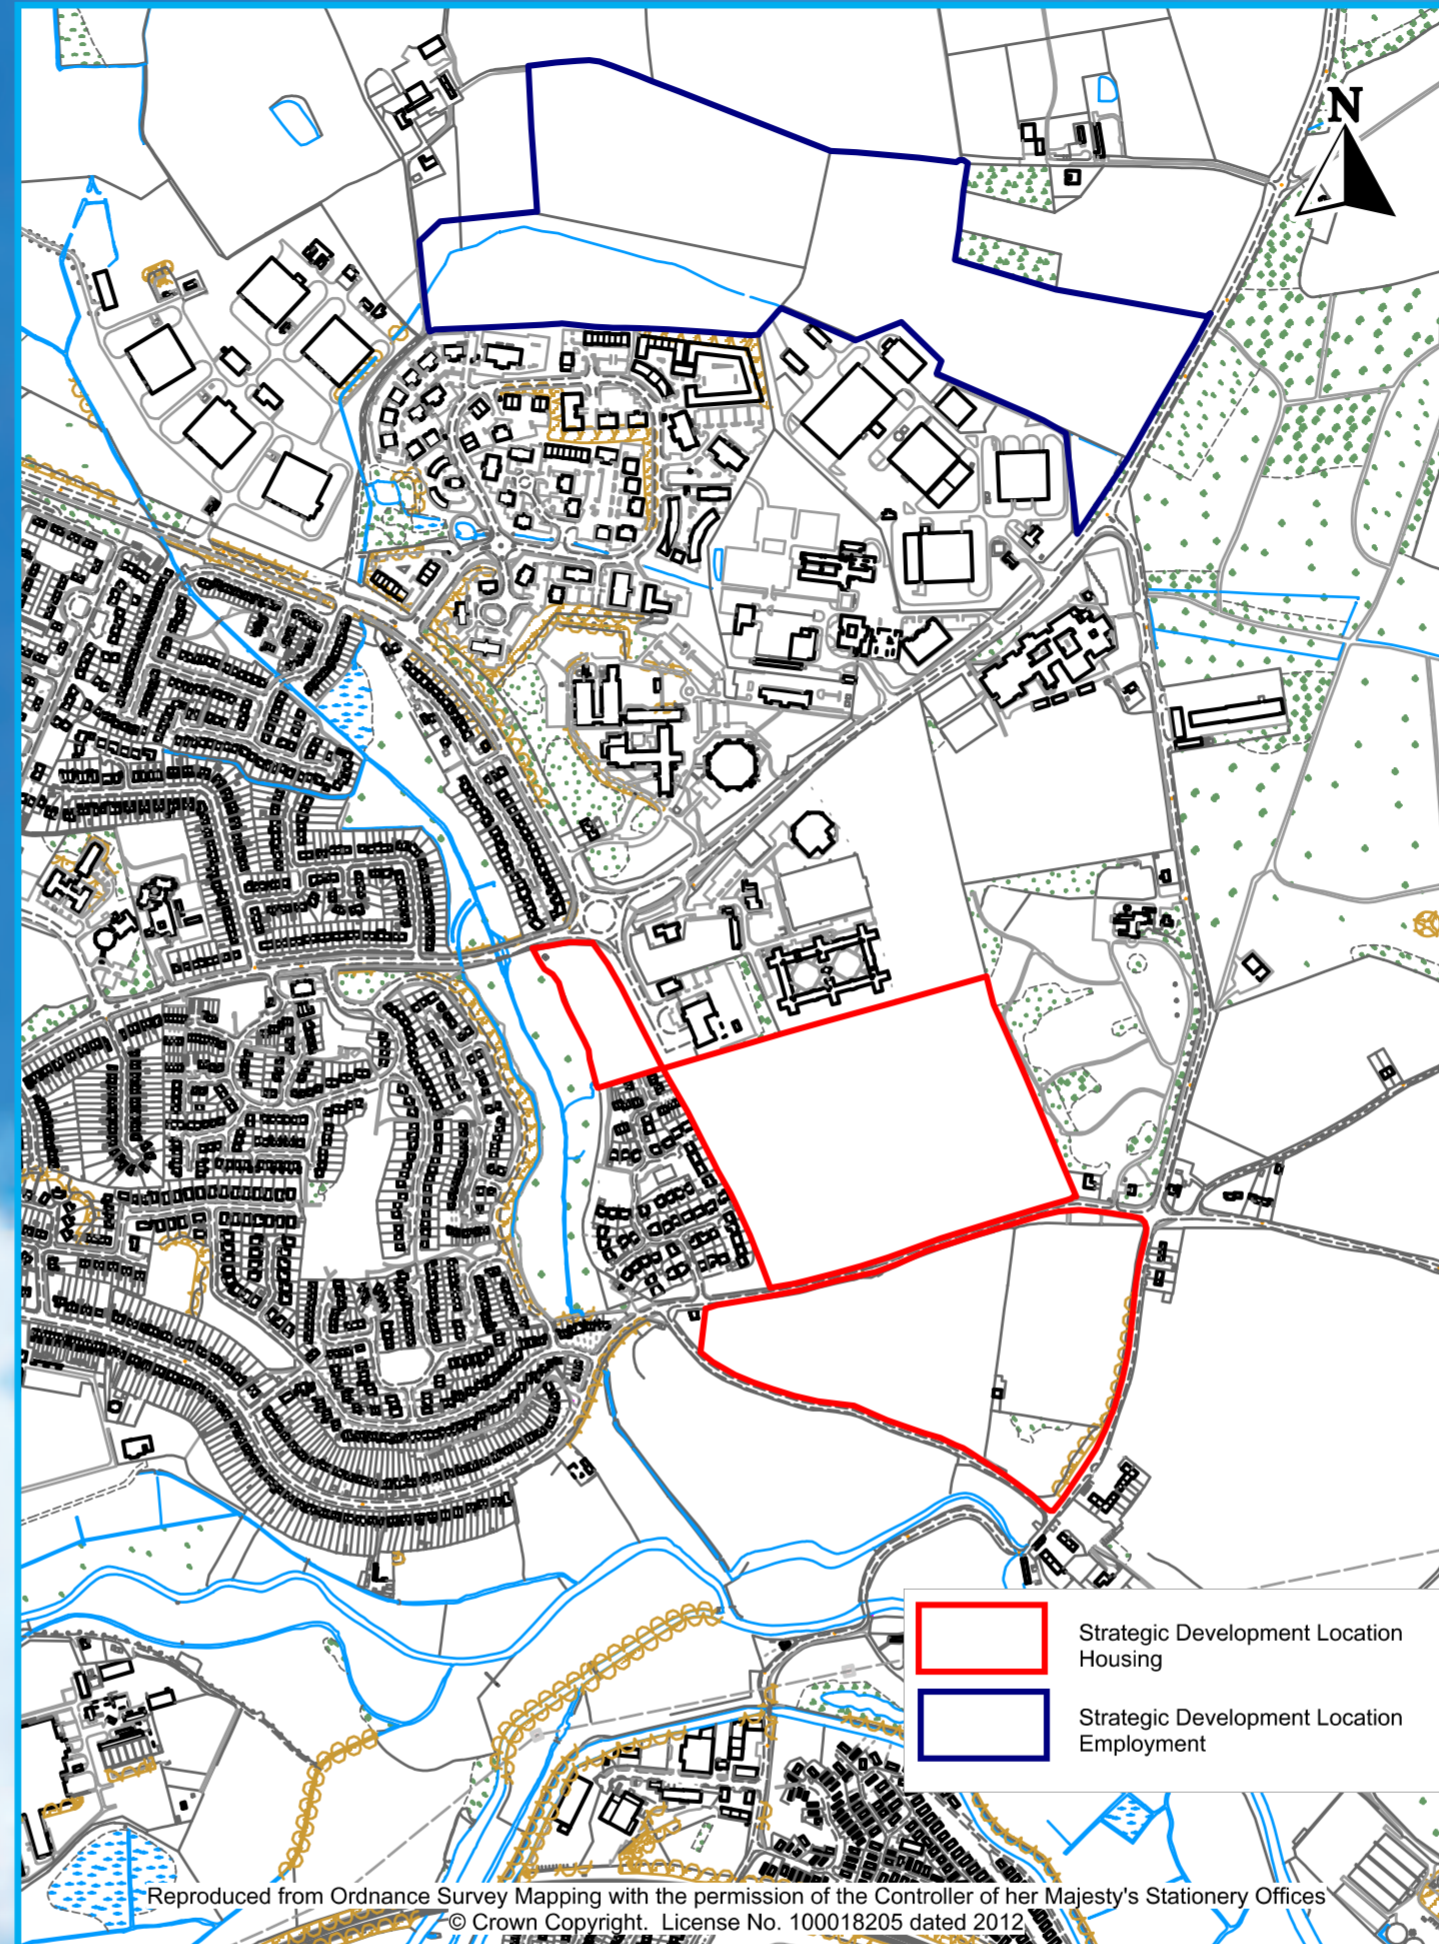 N
Strategic Development Location
Housing
Strategic Development Location
Employment
Reproduced from Ordnance Survey Mapping with the permission of the Controller of her Majesty's Stationery Offices
© Crown Copyright. License No. 100018205 dated 2012